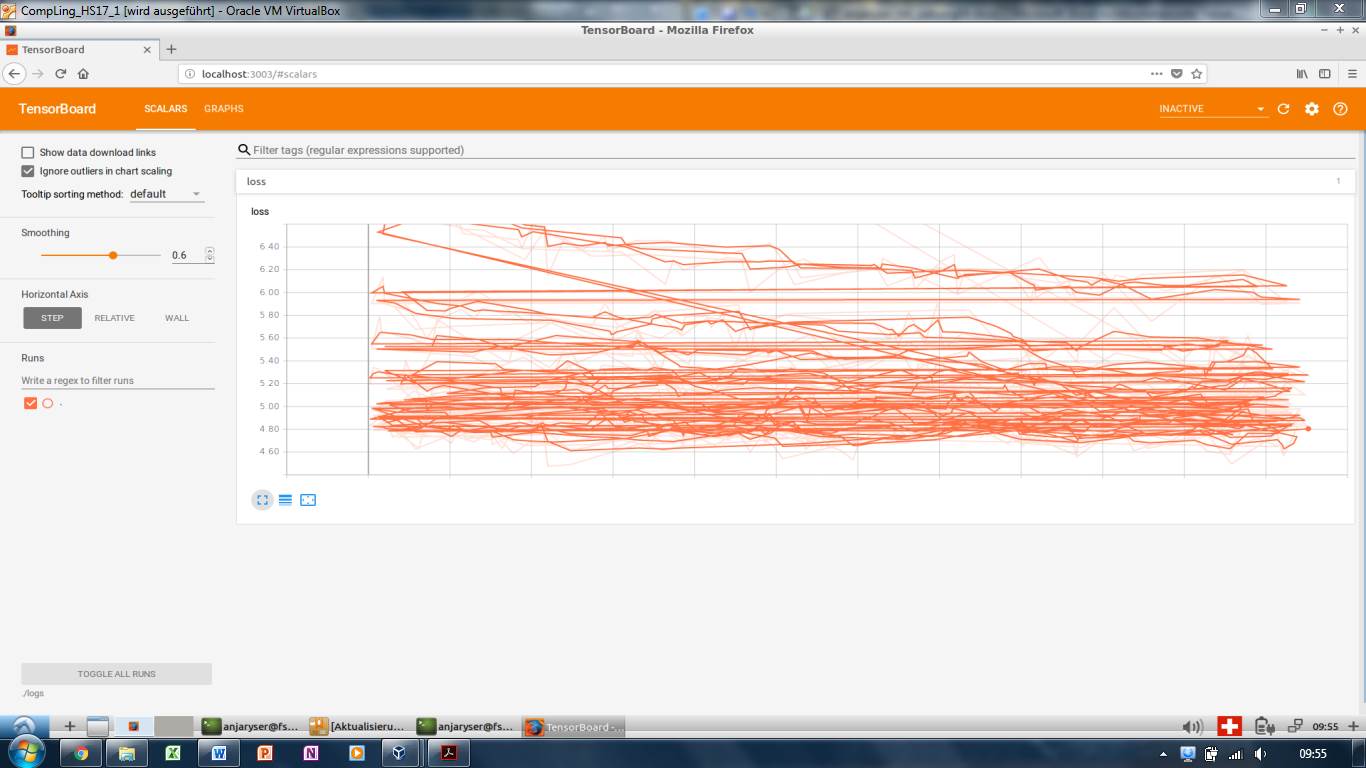 CompLing_HS17_1 [wird ausgeführt] - Oracle VM VirtualBox
TensorBoard - Mozilla Firefox
TensorBoard
localhost:3003/#scalars
TensorBoard SCALARS GRAPHS INACTIVE
Show data download links
Ignore outliers in chart scaling
Tooltip sorting method: default
Smoothing
0.6
Horizontal Axis
STEP RELATIVE WALL
Runs
Write a regex to filter runs
.
TOGGLE ALL RUNS
./logs
Filter tags (regular expressions supported)
loss 1
loss
6.40
6.20
6.00
5.80
5.60
5.40
5.20
5.00
4.80
4.60
anjaryser@fs... [Aktualisieru... anjaryser@fs... TensorBoard -... 09:55
09:55